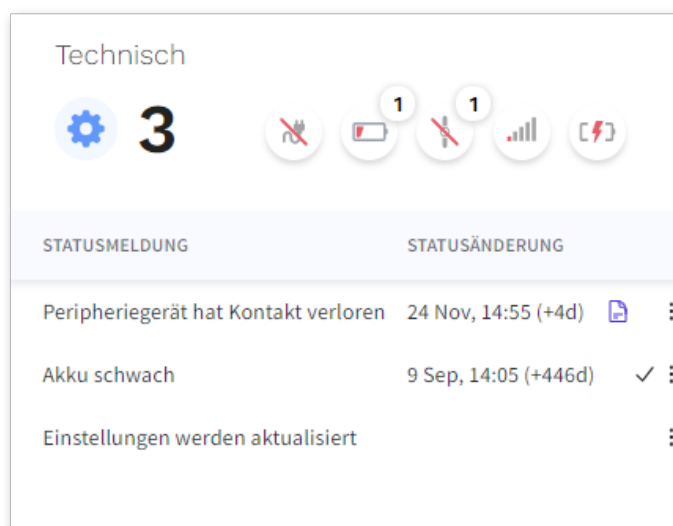 Technisch
3 1 1
STATUSMELDUNG STATUSÄNDERUNG
Peripheriegerät hat Kontakt verloren 24 Nov, 14:55 (+4d)
Akku schwach 9 Sep, 14:05 (+446d)
Einstellungen werden aktualisiert